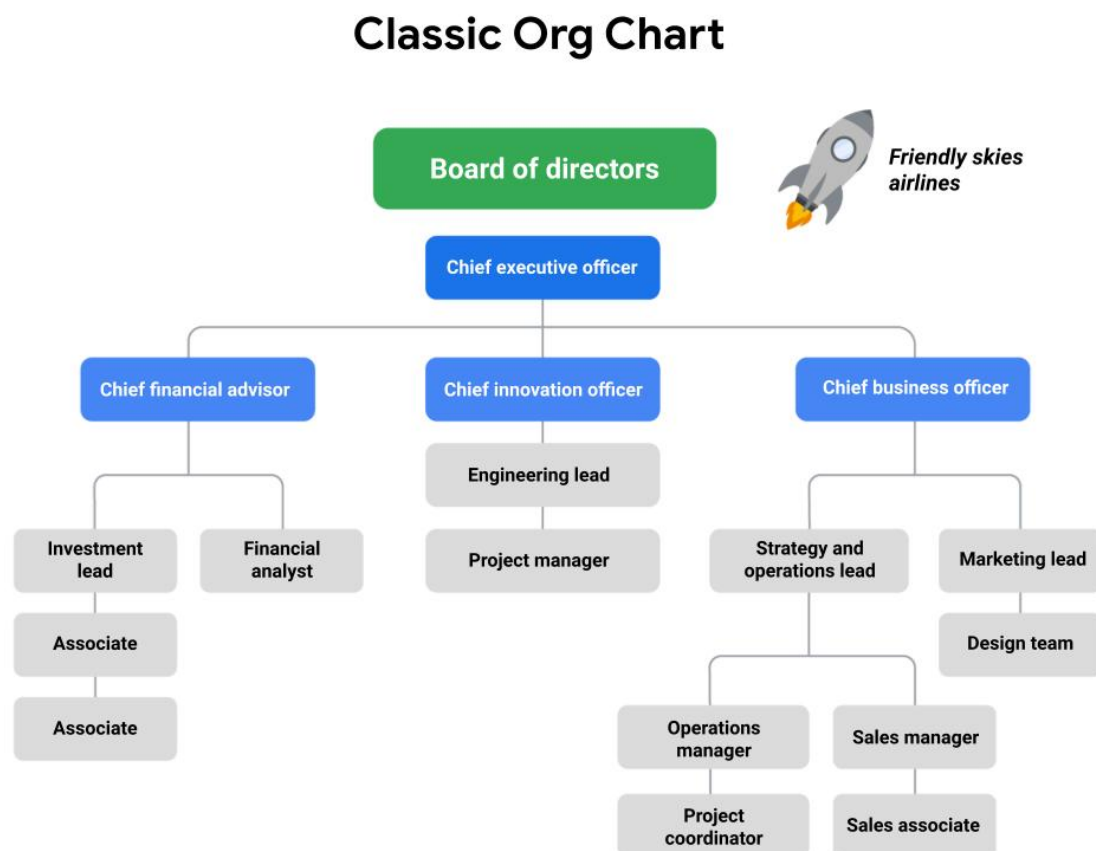 Classic Org Chart
Board of directors
Friendly skies
airlines
Chief executive officer
Chief financial advisor
Chief innovation officer
Chief business officer
Engineering lead
Investment
lead
Financial
analyst
Project manager
Strategy and
operations lead
Marketing lead
Associate
Design team
Associate
Operations
manager
Sales manager
Project
coordinator
Sales associate